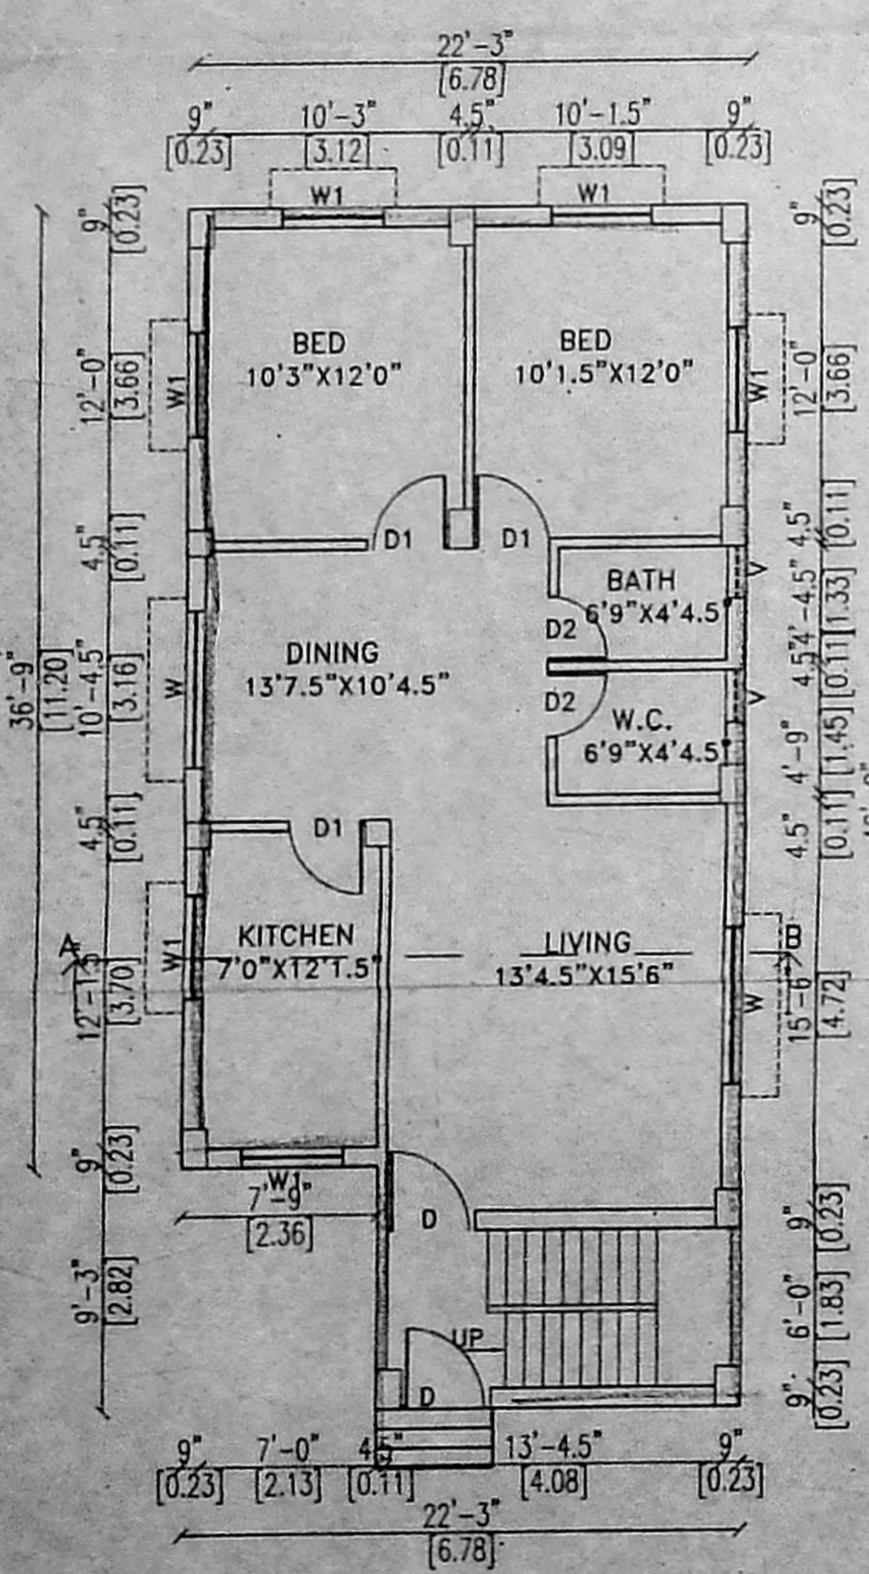 22'-3"
[6.78]
9" 10'-3" 4.5" 10'-1.5" 9"
[0.23] [3.12] [0.11] [3.09] [0.23]
W1 W1
9" [0.23]
9" [0.23]
12'-0" [3.66]
W1
BED
10'3"X12'0"
BED
10'1.5"X12'0"
W1
12'-0" [3.66]
4.5" [0.11]
D1 D1
4.5" [0.11]
V
BATH
6'9"X4'4.5"
4'-4.5" [1.33]
D2
36'-9" [11.20]
10'-4.5" [3.16]
W
DINING
13'7.5"X10'4.5"
4.5" [0.11]
D2
V
W.C.
6'9"X4'4.5"
4'-9" [1.45]
4.5" [0.11]
D1
4.5" [0.11]
A
12'-1.5" [3.70]
W1
KITCHEN
7'0"X12'1.5"
LIVING
13'4.5"X15'6"
B
W
15'-6" [4.72]
9" [0.23]
W1
7'-9"
[2.36]
D
9" [0.23]
9'-3" [2.82]
UP
6'-0" [1.83]
D
9" [0.23]
9" 7'-0" 4.5" 13'-4.5" 9"
[0.23] [2.13] [0.11] [4.08] [0.23]
22'-3"
[6.78]